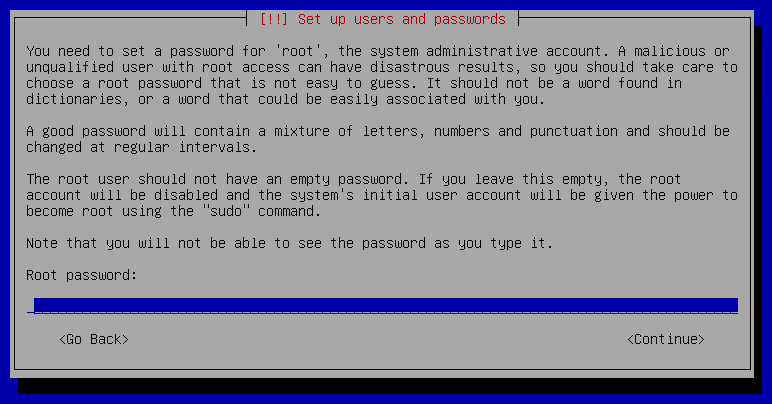 [!!] Set up users and passwords
You need to set a password for 'root', the system administrative account. A malicious or
unqualified user with root access can have disastrous results, so you should take care to
choose a root password that is not easy to guess. It should not be a word found in
dictionaries, or a word that could be easily associated with you.
A good password will contain a mixture of letters, numbers and punctuation and should be
changed at regular intervals.
The root user should not have an empty password. If you leave this empty, the root
account will be disabled and the system's initial user account will be given the power to
become root using the "sudo" command.
Note that you will not be able to see the password as you type it.
Root password:
<Go Back> <Continue>